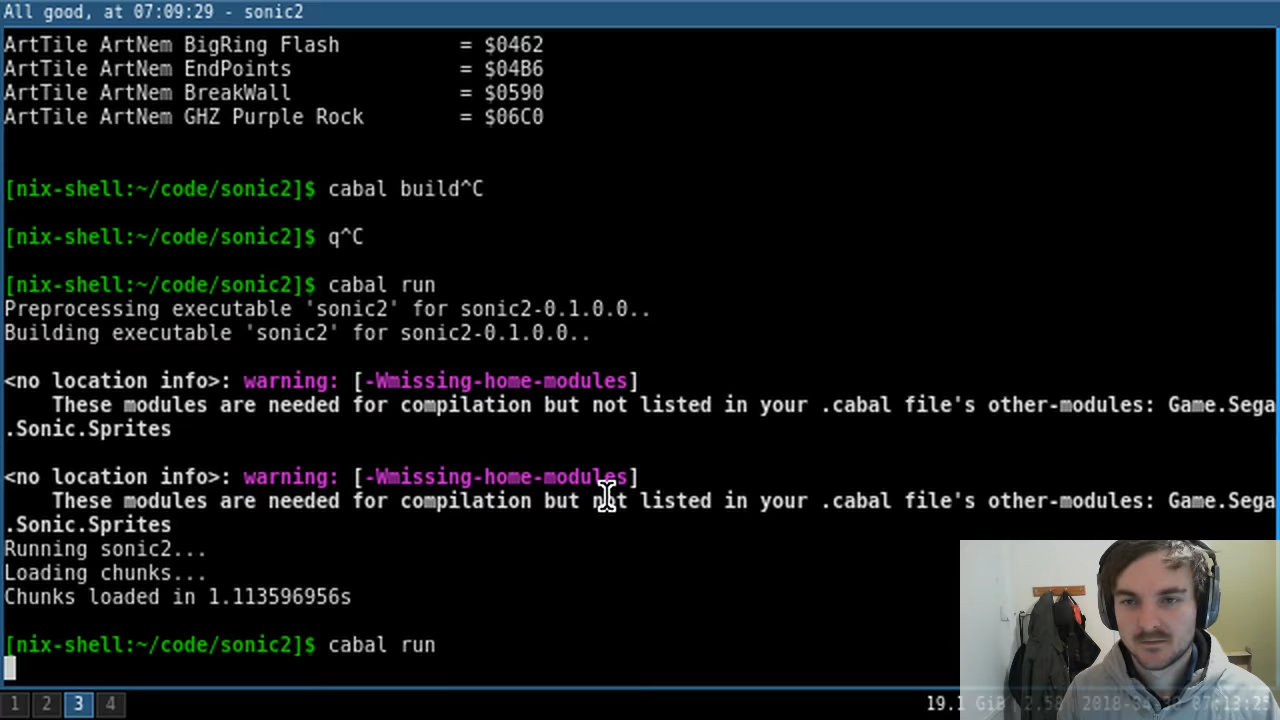 All good, at 07:09:29 - sonic2
ArtTile ArtNem BigRing Flash = $0462
ArtTile ArtNem EndPoints = $04B6
ArtTile ArtNem BreakWall = $0590
ArtTile ArtNem GHZ Purple Rock = $06C0
[nix-shell:~/code/sonic2]$ cabal build^C
[nix-shell:~/code/sonic2]$ q^C
[nix-shell:~/code/sonic2]$ cabal run
Preprocessing executable 'sonic2' for sonic2-0.1.0.0..
Building executable 'sonic2' for sonic2-0.1.0.0..
<no location info>: warning: [-Wmissing-home-modules]
These modules are needed for compilation but not listed in your .cabal file's other-modules: Game.Sega
.Sonic.Sprites
<no location info>: warning: [-Wmissing-home-modules]
These modules are needed for compilation but not listed in your .cabal file's other-modules: Game.Sega
.Sonic.Sprites
Running sonic2...
Loading chunks...
Chunks loaded in 1.113596956s
[nix-shell:~/code/sonic2]$ cabal run
1 2 3 4
19.1 GiB